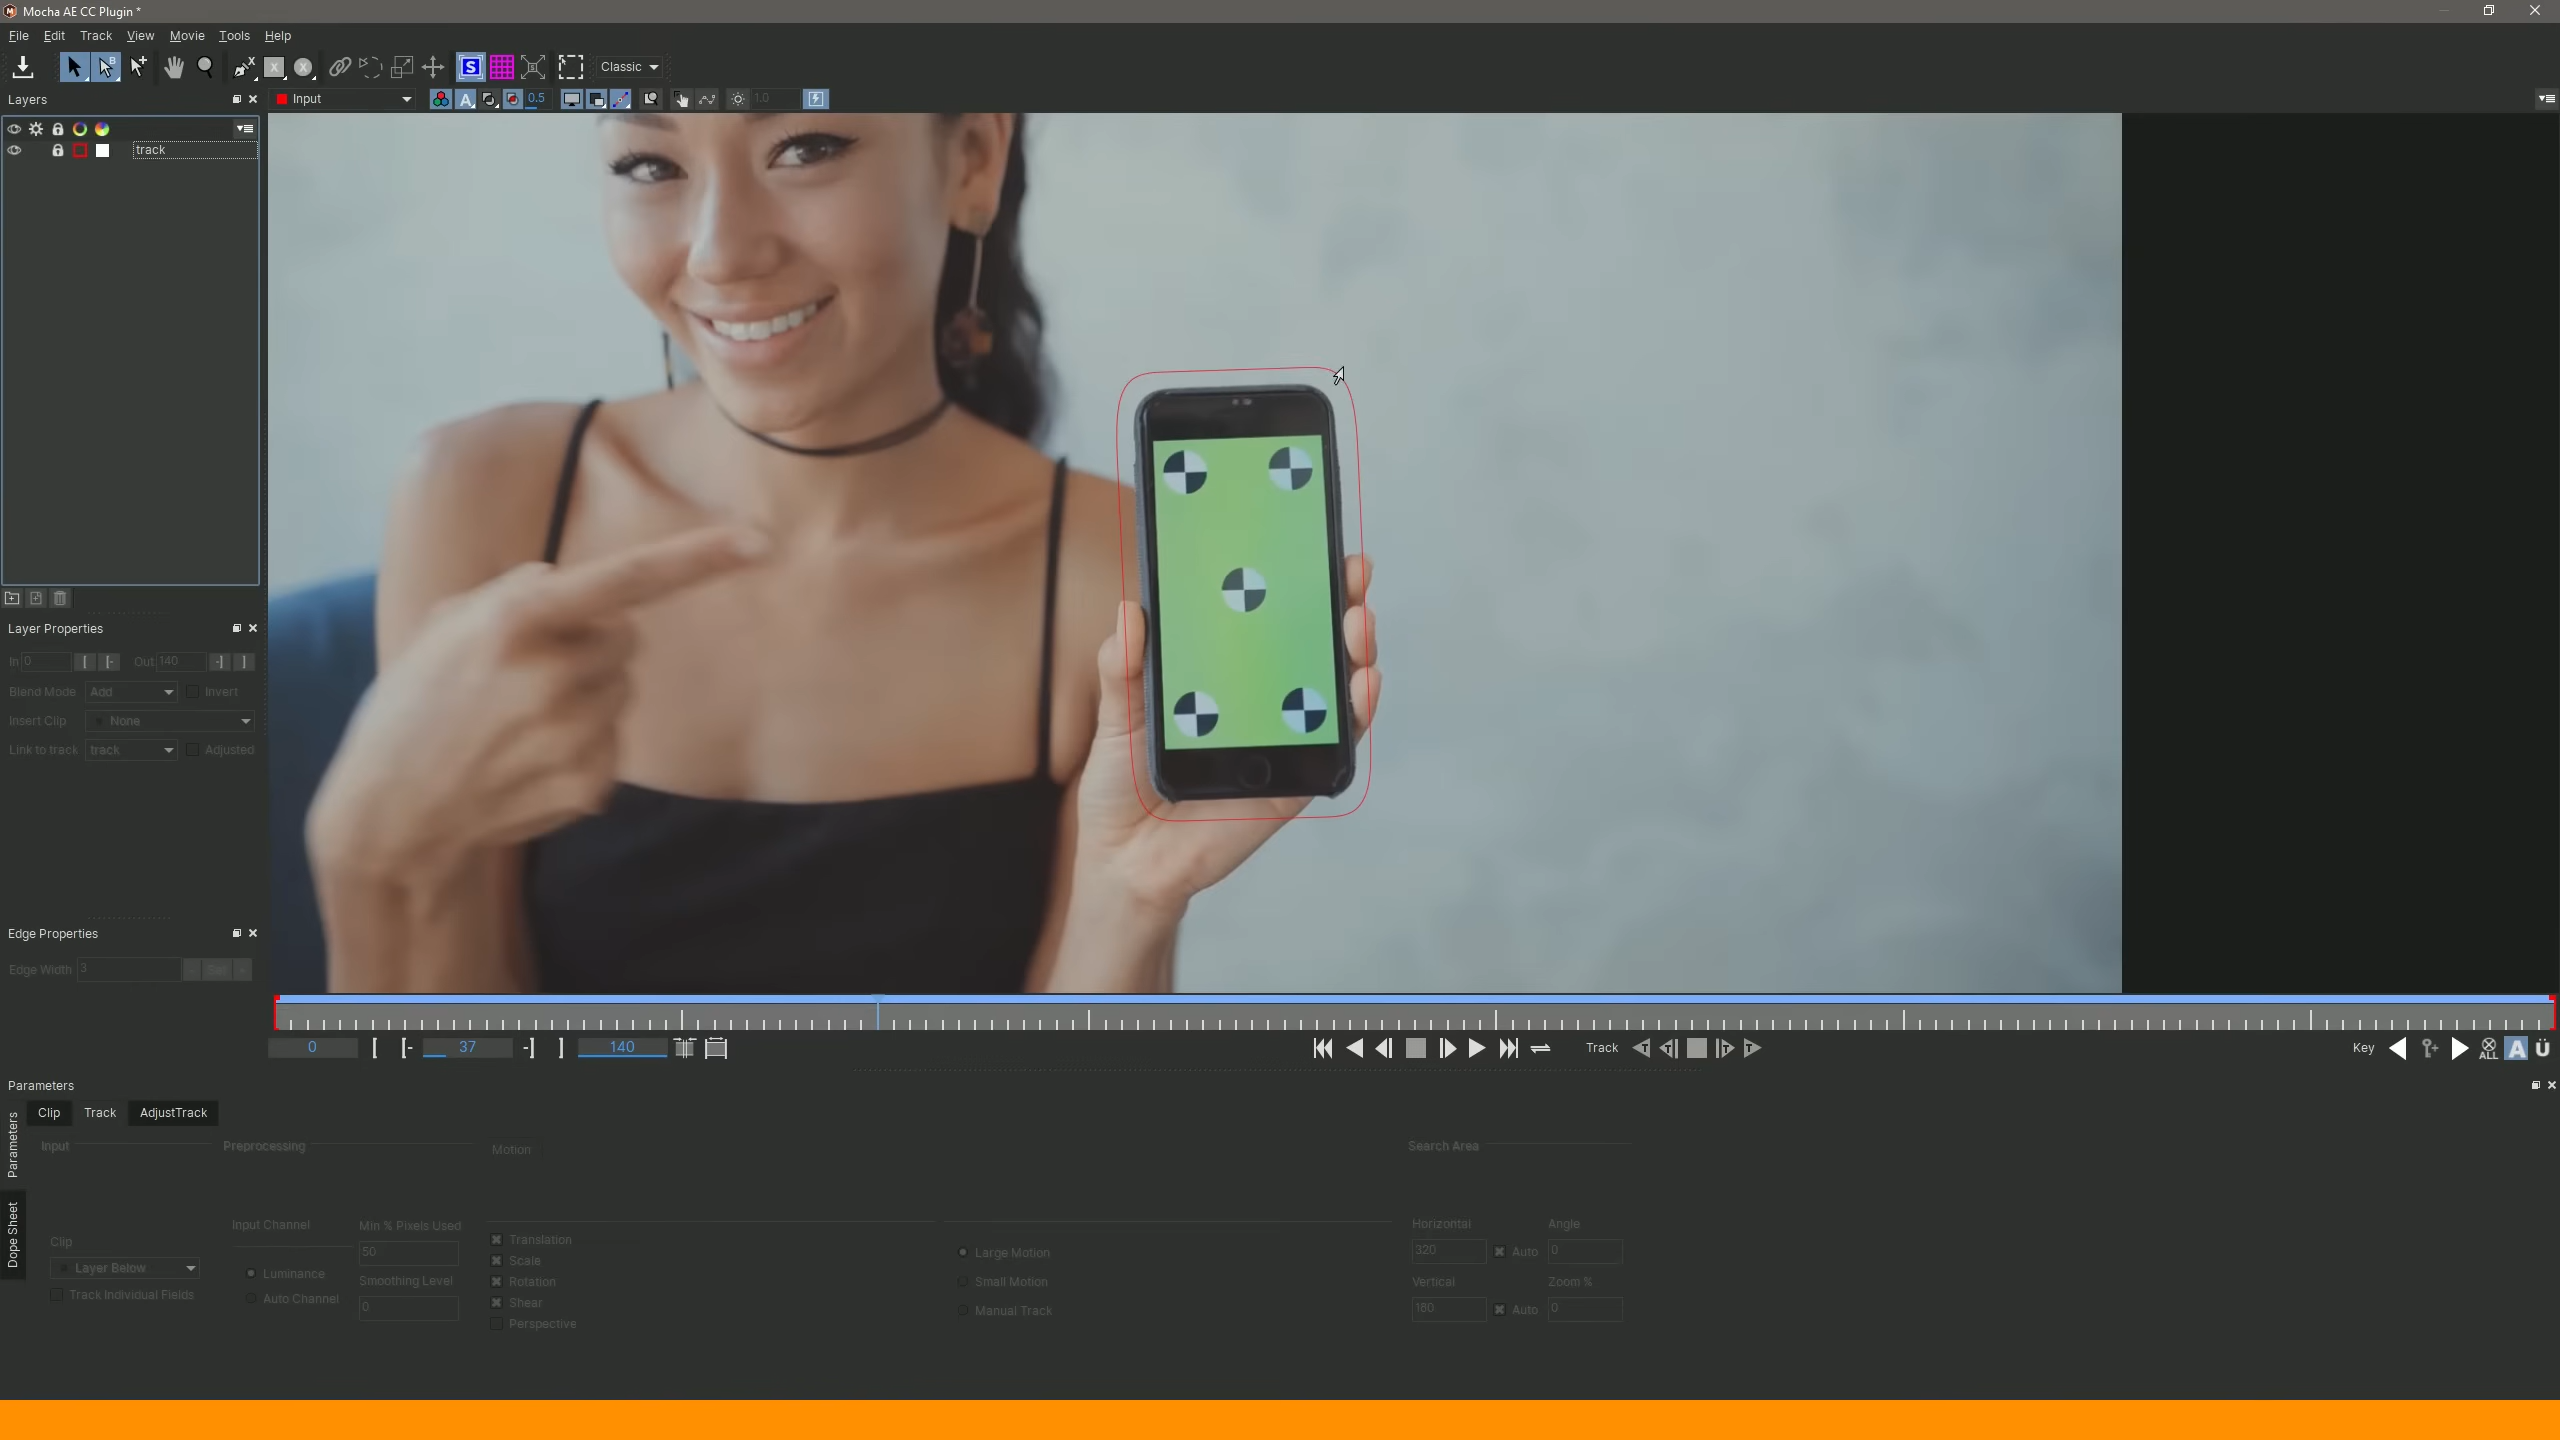 Mocha AE CC Plugin *
File Edit Track View Movie Tools Help
Classic
Layers
Input
0.5
1.0
track
Layer Properties
In 0 Out 140
Blend Mode Add Invert
Insert Clip None
Link to track track Adjusted
Edge Properties
Edge Width 3 - Set +
0 37 140
Track
Key
ALL
Parameters
Clip Track AdjustTrack
Parameters
Dope Sheet
Input
Clip
Layer Below
Track Individual Fields
Preprocessing
Input Channel
Luminance
Auto Channel
Min % Pixels Used
50
Smoothing Level
0
Motion
Translation
Scale
Rotation
Shear
Perspective
Large Motion
Small Motion
Manual Track
Search Area
Horizontal Angle
320 Auto 0
Vertical Zoom %
180 Auto 0